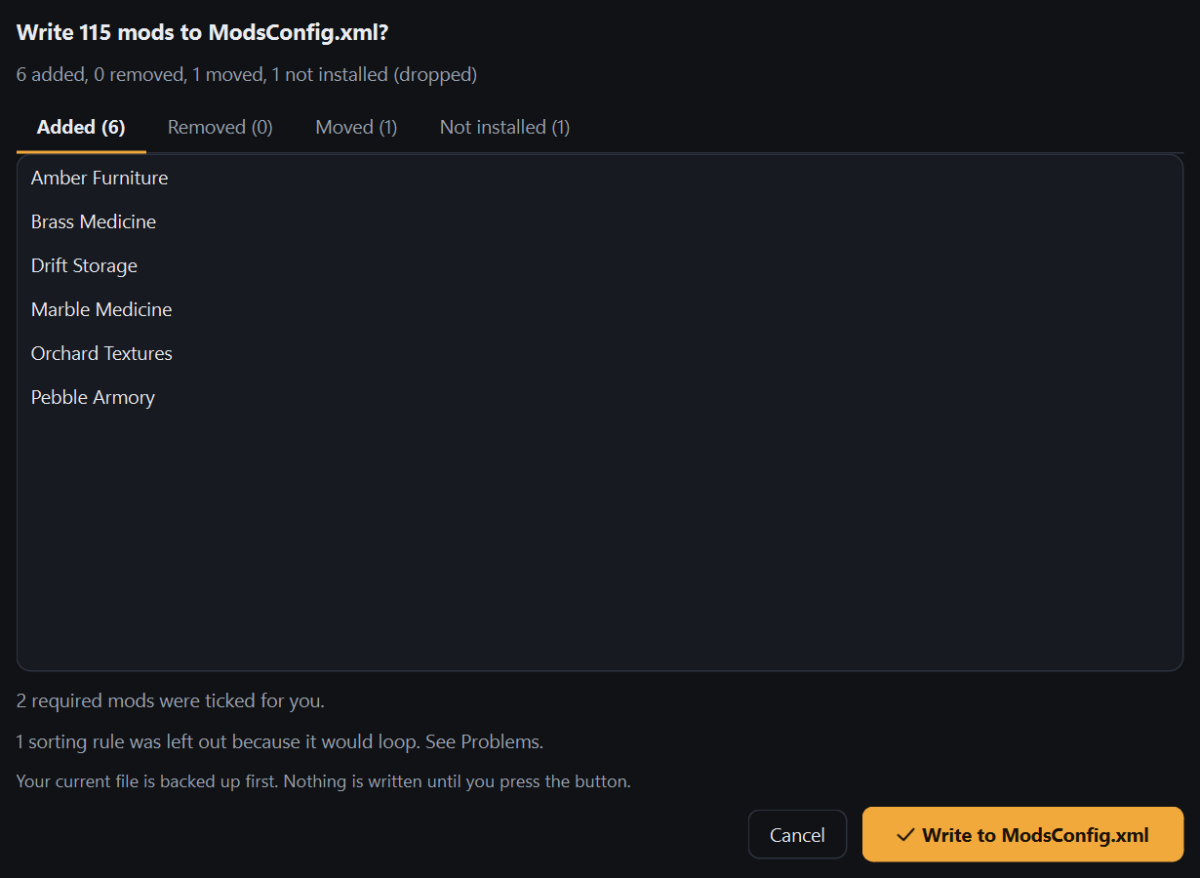 Write 115 mods to ModsConfig.xml?
6 added, 0 removed, 1 moved, 1 not installed (dropped)
Added (6) Removed (0) Moved (1) Not installed (1)
Amber Furniture
Brass Medicine
Drift Storage
Marble Medicine
Orchard Textures
Pebble Armory
2 required mods were ticked for you.
1 sorting rule was left out because it would loop. See Problems.
Your current file is backed up first. Nothing is written until you press the button.
Cancel ✓ Write to ModsConfig.xml